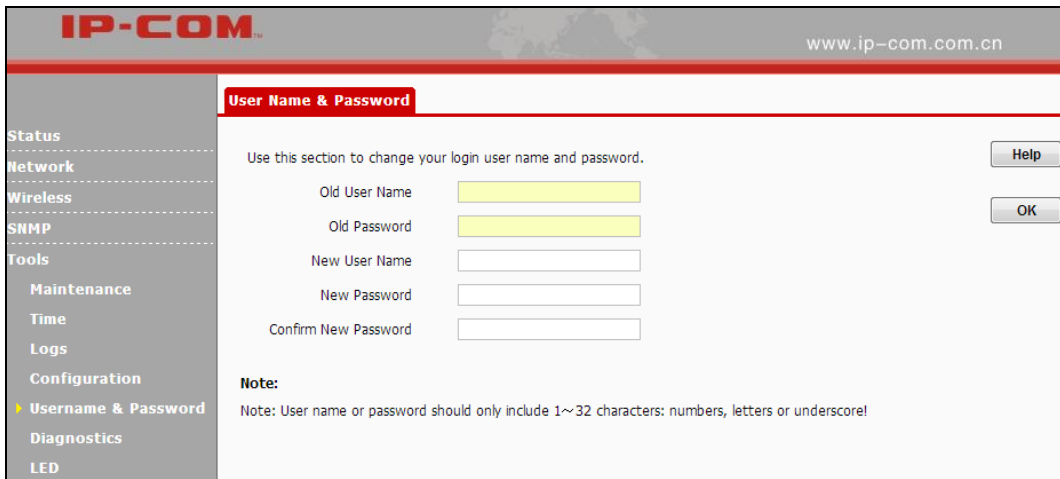 IP-COM™
www.ip-com.com.cn
Status
Network
Wireless
SNMP
Tools
Maintenance
Time
Logs
Configuration
Username & Password
Diagnostics
LED
User Name & Password
Use this section to change your login user name and password.
Old User Name
Old Password
New User Name
New Password
Confirm New Password
Note:
Note: User name or password should only include 1~32 characters: numbers, letters or underscore!
Help
OK